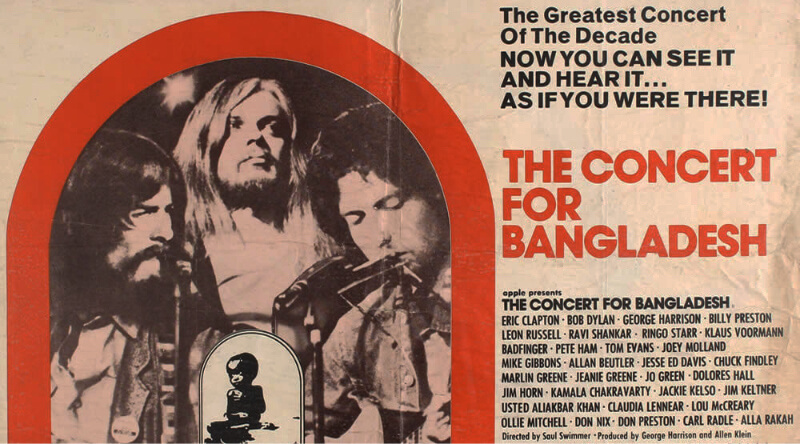 The Greatest Concert
Of The Decade
NOW YOU CAN SEE IT
AND HEAR IT...
AS IF YOU WERE THERE!
THE CONCERT
FOR
BANGLADESH
apple presents
THE CONCERT FOR BANGLADESH
ERIC CLAPTON · BOB DYLAN · GEORGE HARRISON · BILLY PRESTON
LEON RUSSELL · RAVI SHANKAR · RINGO STARR · KLAUS VOORMANN
BADFINGER · PETE HAM · TOM EVANS · JOEY MOLLAND
MIKE GIBBONS · ALLAN BEUTLER · JESSE ED DAVIS · CHUCK FINDLEY
MARLIN GREENE · JEANIE GREENE · JO GREEN · DOLORES HALL
JIM HORN · KAMALA CHAKRAVARTY · JACKIE KELSO · JIM KELTNER
USTED ALIAKBAR KHAN · CLAUDIA LENNEAR · LOU McCREARY
OLLIE MITCHELL · DON NIX · DON PRESTON · CARL RADLE · ALLA RAKAH
Directed by Saul Swimmer · Produced by George Harrison and Allen Klein